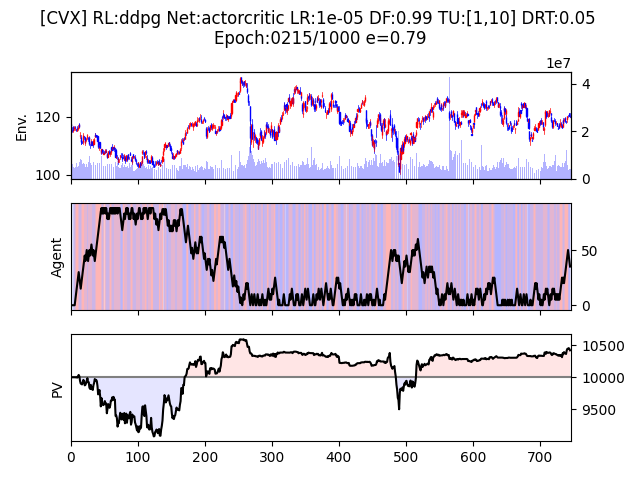 [CVX] RL:ddpg Net:actorcritic LR:1e-05 DF:0.99 TU:[1,10] DRT:0.05
Epoch:0215/1000 e=0.79
1e7
Env.
120
100
4
2
0
Agent
50
0
PV
10500
10000
9500
0 100 200 300 400 500 600 700